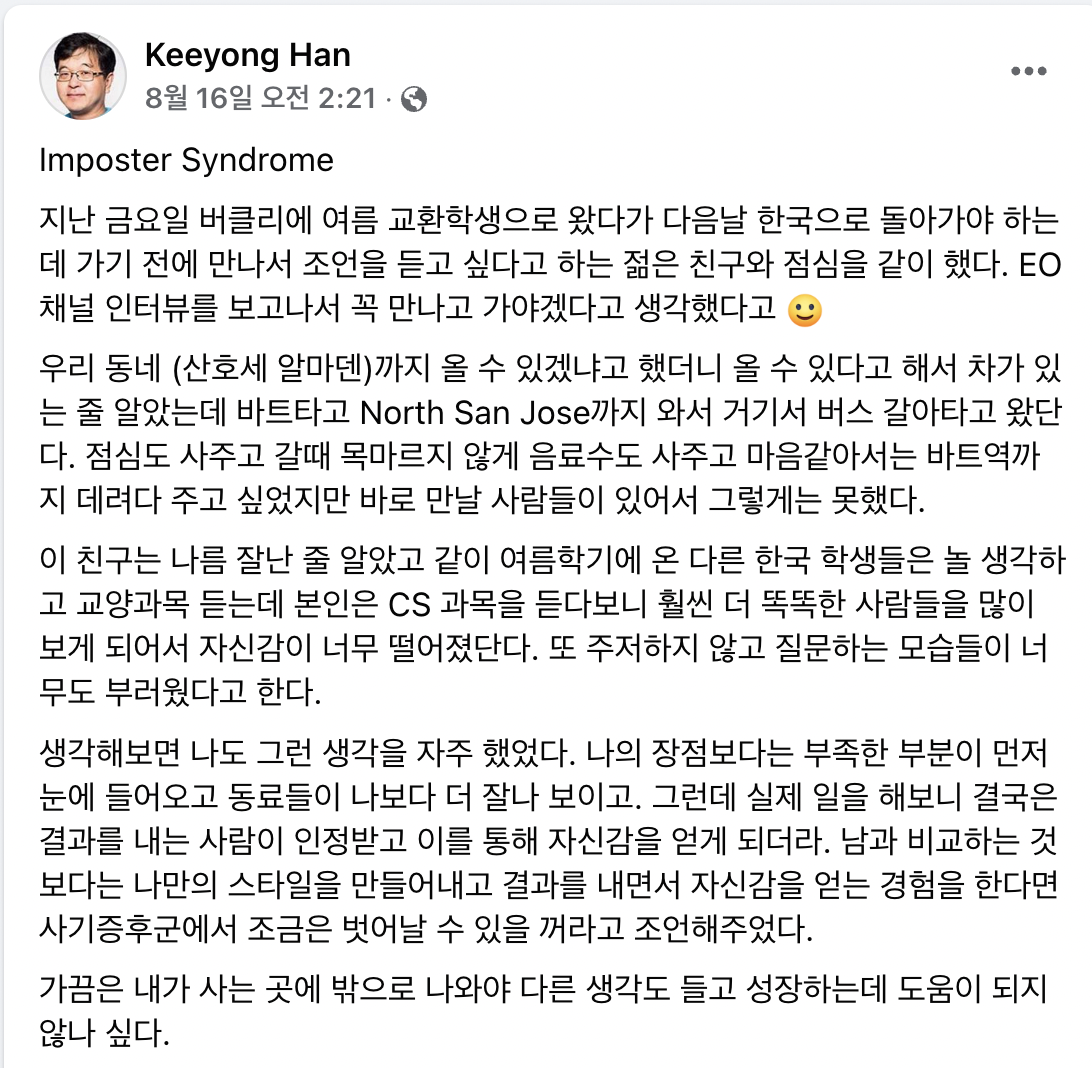 Keeyong Han
8월 16일 오전 2:21 ·
Imposter Syndrome
지난 금요일 버클리에 여름 교환학생으로 왔다가 다음날 한국으로 돌아가야 하는
데 가기 전에 만나서 조언을 듣고 싶다고 하는 젊은 친구와 점심을 같이 했다. EO
채널 인터뷰를 보고나서 꼭 만나고 가야겠다고 생각했다고 🙂
우리 동네 (산호세 알마덴)까지 올 수 있겠냐고 했더니 올 수 있다고 해서 차가 있
는 줄 알았는데 바트타고 North San Jose까지 와서 거기서 버스 갈아타고 왔단
다. 점심도 사주고 갈때 목마르지 않게 음료수도 사주고 마음같아서는 바트역까
지 데려다 주고 싶었지만 바로 만날 사람들이 있어서 그렇게는 못했다.
이 친구는 나름 잘난 줄 알았고 같이 여름학기에 온 다른 한국 학생들은 놀 생각하
고 교양과목 듣는데 본인은 CS 과목을 듣다보니 훨씬 더 똑똑한 사람들을 많이
보게 되어서 자신감이 너무 떨어졌단다. 또 주저하지 않고 질문하는 모습들이 너
무도 부러웠다고 한다.
생각해보면 나도 그런 생각을 자주 했었다. 나의 장점보다는 부족한 부분이 먼저
눈에 들어오고 동료들이 나보다 더 잘나 보이고. 그런데 실제 일을 해보니 결국은
결과를 내는 사람이 인정받고 이를 통해 자신감을 얻게 되더라. 남과 비교하는 것
보다는 나만의 스타일을 만들어내고 결과를 내면서 자신감을 얻는 경험을 한다면
사기증후군에서 조금은 벗어날 수 있을 꺼라고 조언해주었다.
가끔은 내가 사는 곳에 밖으로 나와야 다른 생각도 들고 성장하는데 도움이 되지
않나 싶다.